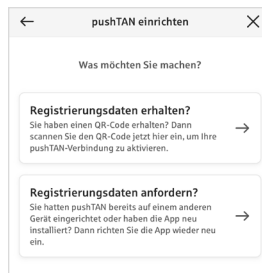 pushTAN einrichten
Was möchten Sie machen?
Registrierungsdaten erhalten?
Sie haben einen QR-Code erhalten? Dann
scannen Sie den QR-Code jetzt hier ein, um Ihre
pushTAN-Verbindung zu aktivieren.
Registrierungsdaten anfordern?
Sie hatten pushTAN bereits auf einem anderen
Gerät eingerichtet oder haben die App neu
installiert? Dann richten Sie die App wieder neu
ein.